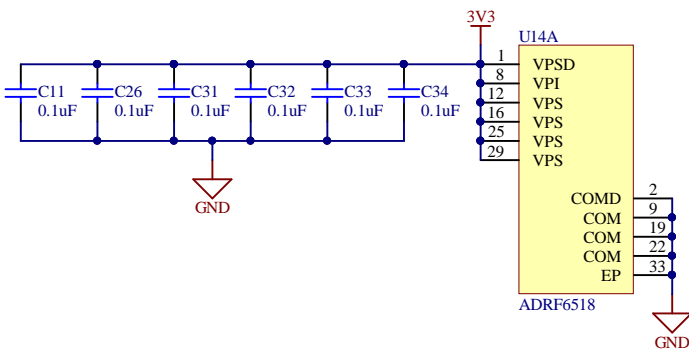 3V3
U14A
1 VPSD
8 VPI
12 VPS
16 VPS
25 VPS
29 VPS
C11 C26 C31 C32 C33 C34
0.1uF 0.1uF 0.1uF 0.1uF 0.1uF 0.1uF
GND
COMD 2
COM 9
COM 19
COM 22
EP 33
ADRF6518
GND